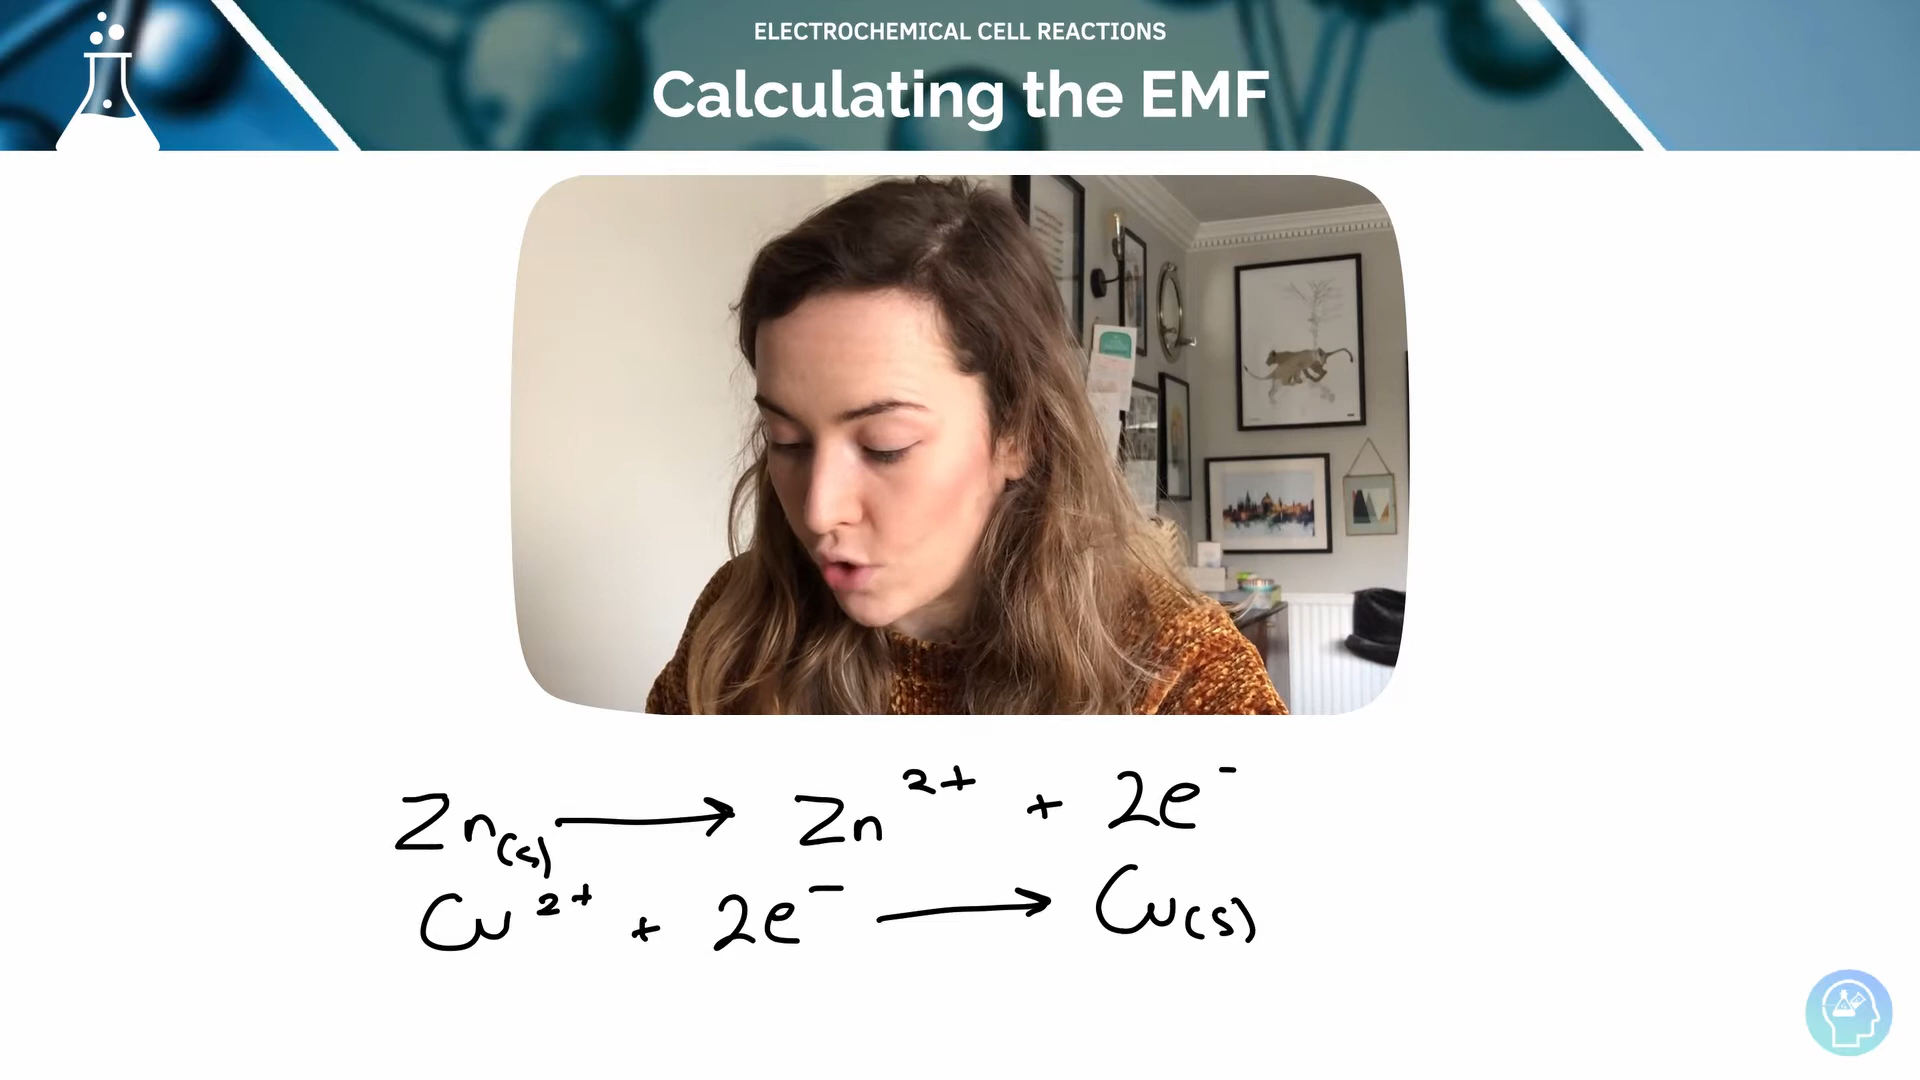 ELECTROCHEMICAL CELL REACTIONS
Calculating the EMF
Zn(s) → Zn²⁺ + 2e⁻
Cu²⁺ + 2e⁻ → Cu(s)